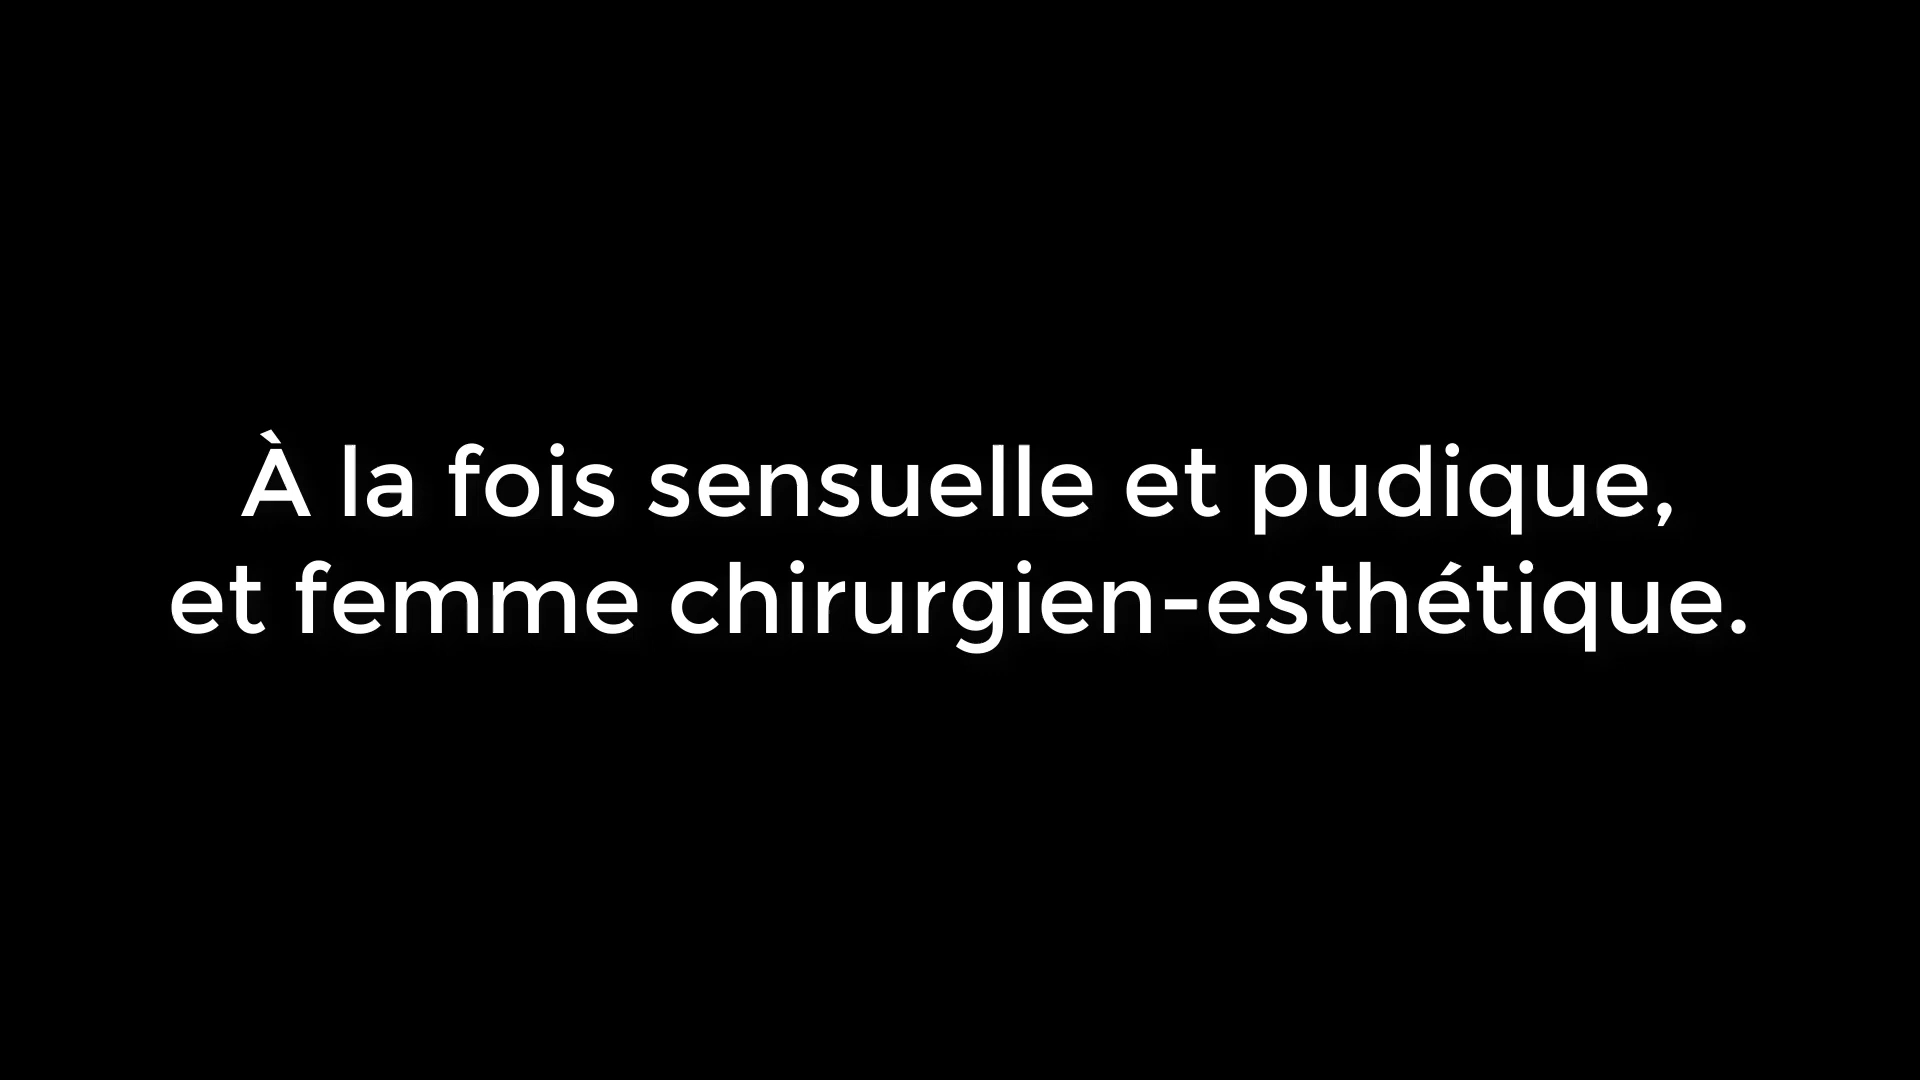 À la fois sensuelle et pudique,
et femme chirurgien-esthétique.